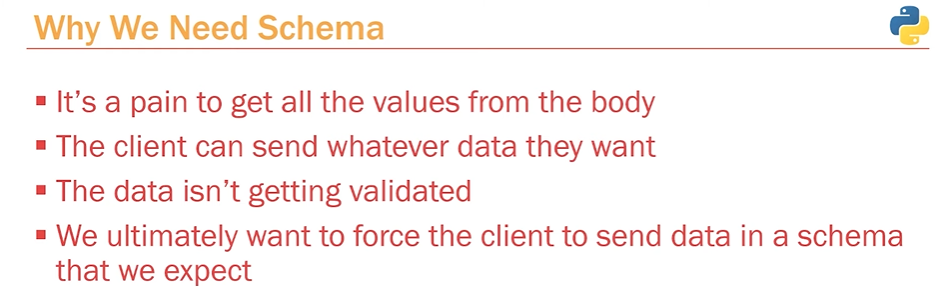 Why We Need Schema
▪ It’s a pain to get all the values from the body
▪ The client can send whatever data they want
▪ The data isn’t getting validated
▪ We ultimately want to force the client to send data in a schema
that we expect